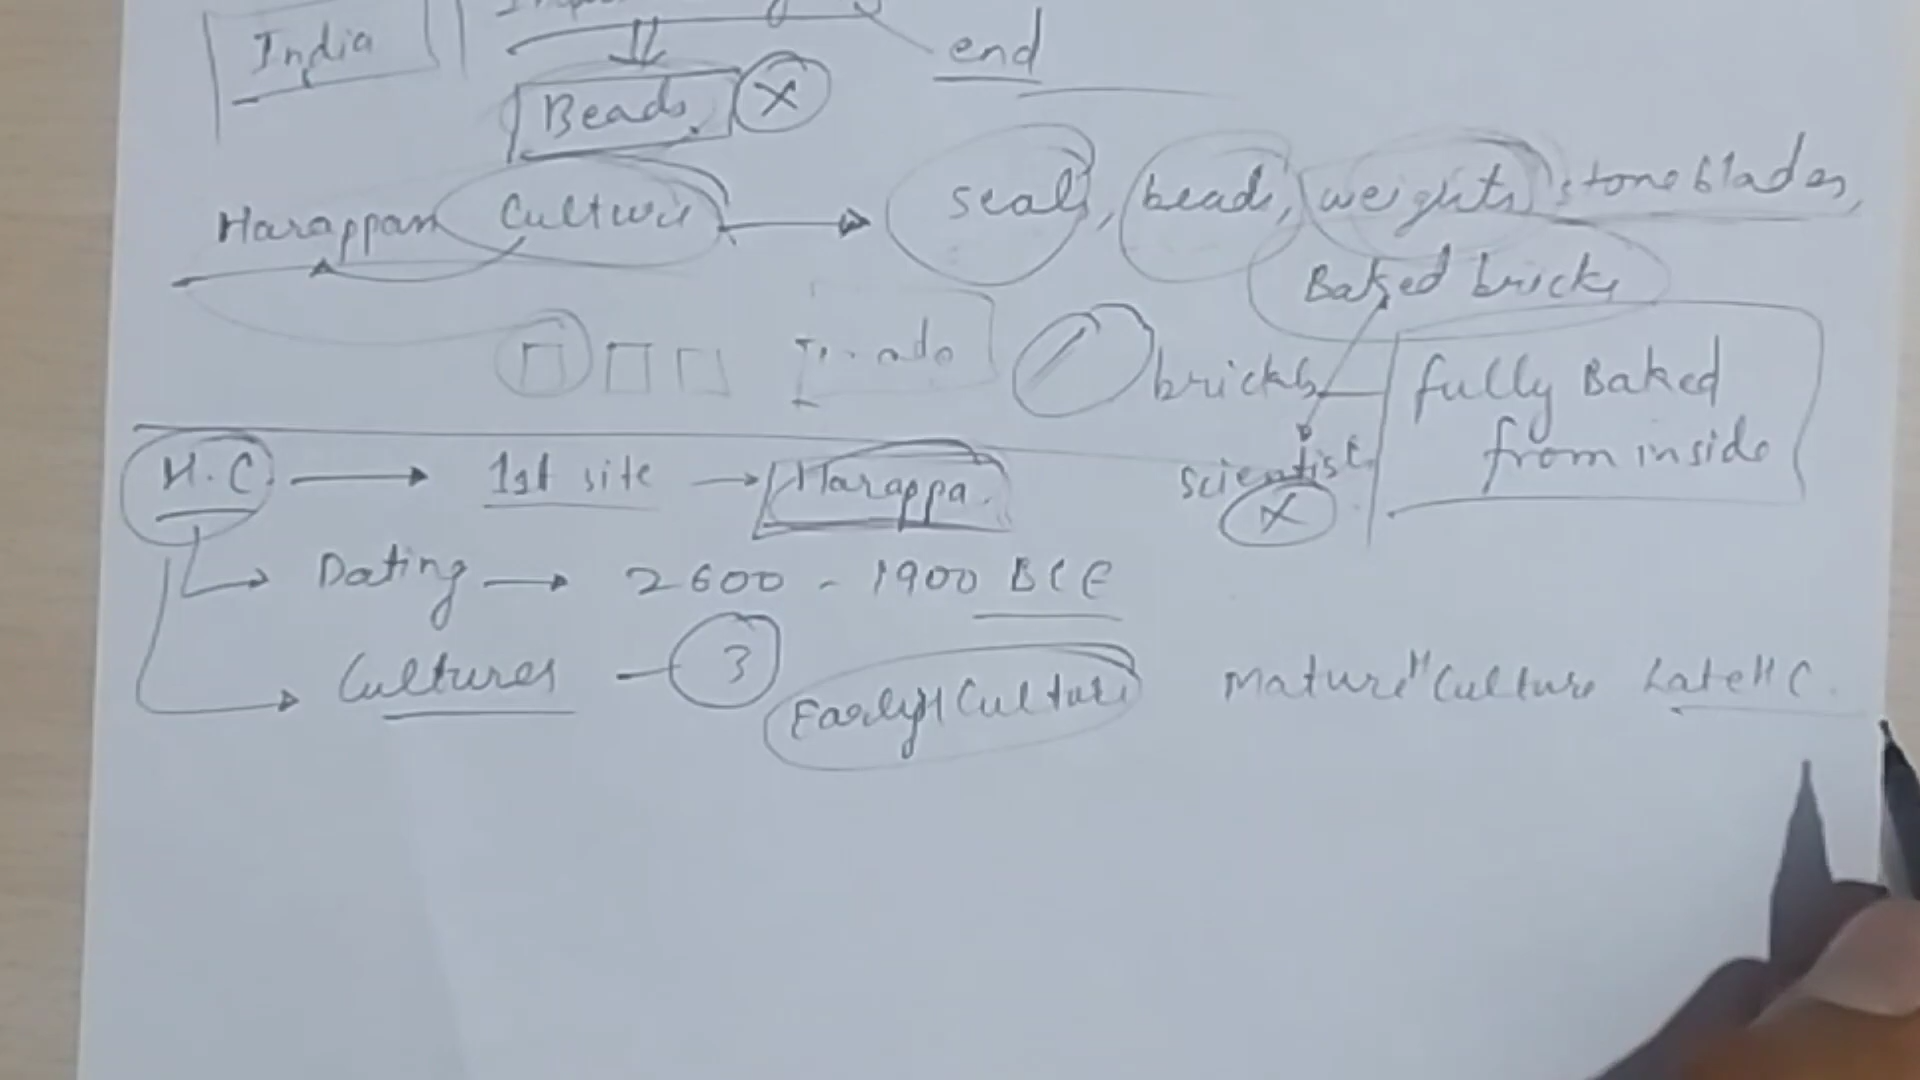 India
end
Beads X
Harappan Culture → seals, beads, weights, stone blades,
Baked bricks
bricks fully Baked
from inside
scientist X
H.C. → 1st site → Harappa.
Dating → 2600 - 1900 BCE
Cultures - 3 Early H Culture Mature H Culture Late H C.